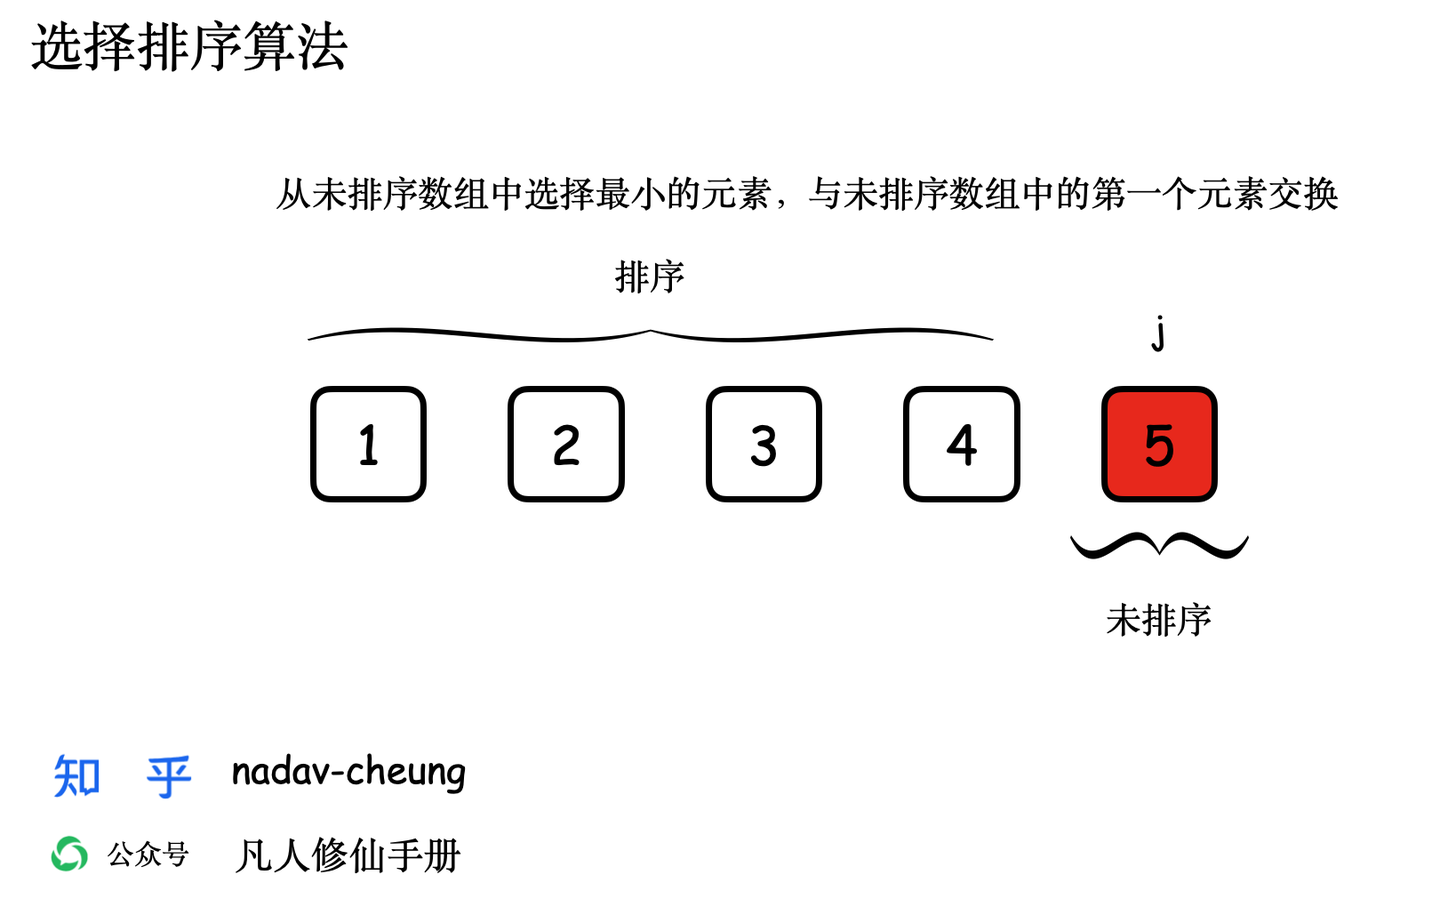 选择排序算法
从未排序数组中选择最小的元素，与未排序数组中的第一个元素交换
排序
j
1 2 3 4 5
未排序
知 乎 nadav-cheung
公众号 凡人修仙手册